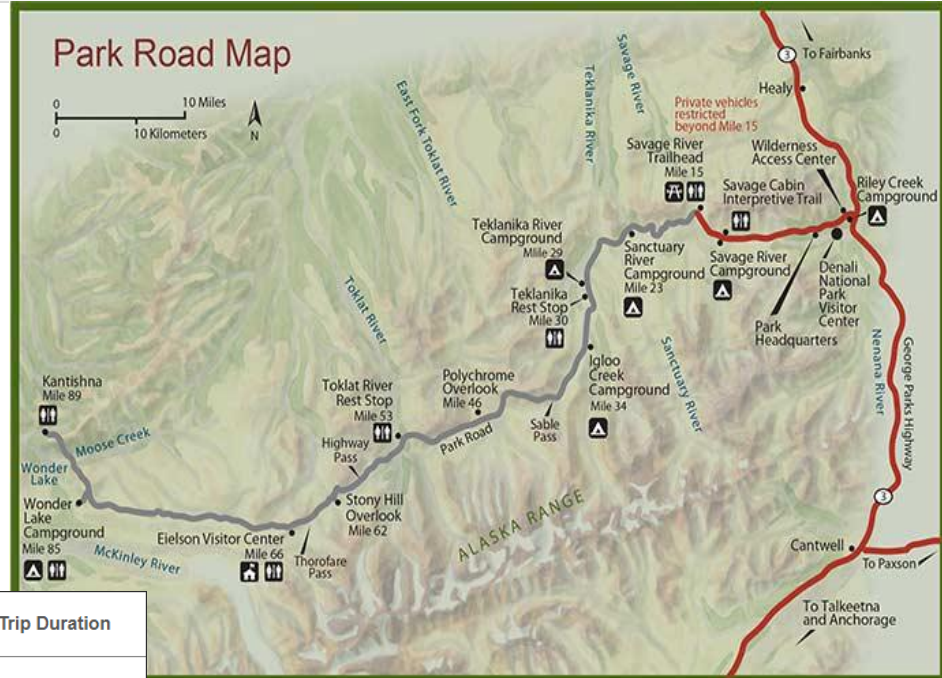 Park Road Map
0
10 Miles
0
10 Kilometers
N
East Fork Toklat River
Teklanika River
Savage River
3
To Fairbanks
Healy
Private vehicles
restricted
beyond Mile 15
Savage River
Trailhead
Mile 15
Wilderness
Access Center
Savage Cabin
Interpretive Trail
Riley Creek
Campground
Teklanika River
Campground
Mlile 29
Teklanika
Rest Stop
Mile 30
Sanctuary
River
Campground
Mile 23
Savage River
Campground
Denali
National
Park
Visitor
Center
Park
Headquarters
Toklat River
Sanctuary River
Nenana River
George Parks Highway
Igloo
Creek
Campground
Mile 34
Kantishna
Mile 89
Toklat River
Rest Stop
Mile 53
Polychrome
Overlook
Mile 46
Park Road
Sable
Pass
Highway
Pass
Moose Creek
Wonder
Lake
Wonder
Lake
Campground
Mile 85
Stony Hill
Overlook
Mile 62
Eielson Visitor Center
Mile 66
Thorofare
Pass
McKinley River
ALASKA RANGE
3
Cantwell
To Paxson
To Talkeetna
and Anchorage
Trip Duration